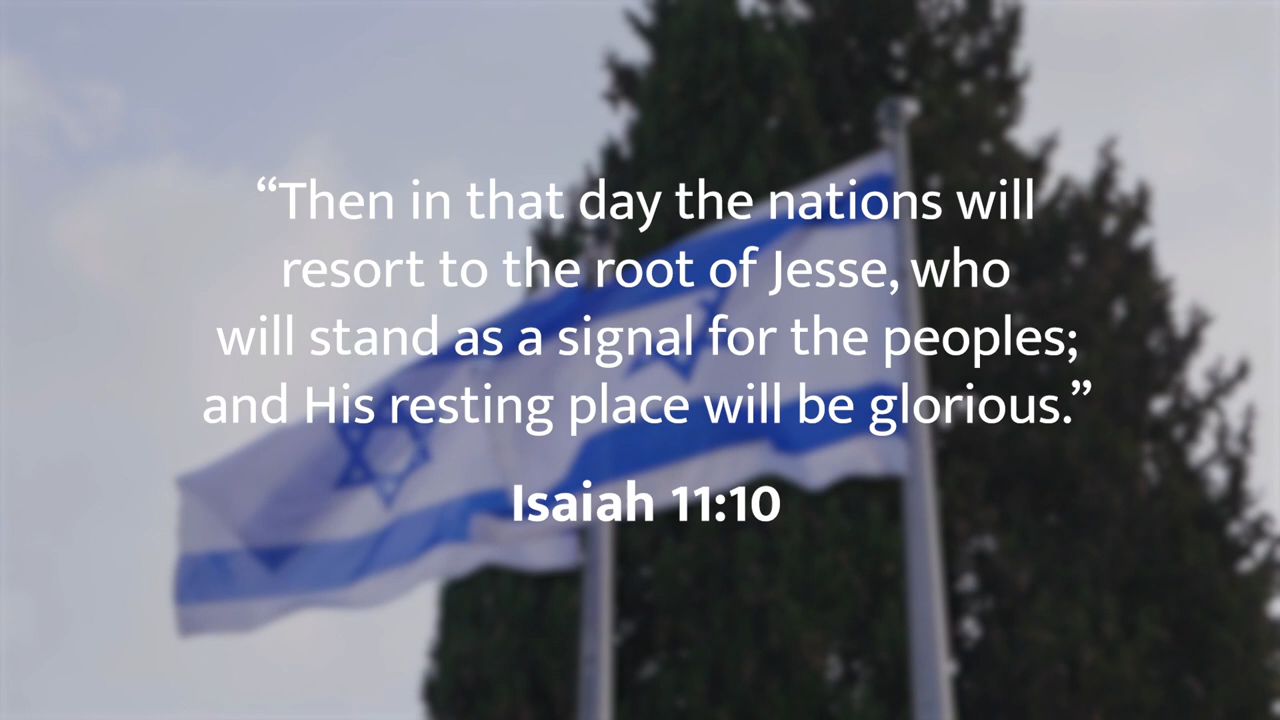 “Then in that day the nations will
resort to the root of Jesse, who
will stand as a signal for the peoples;
and His resting place will be glorious.”
Isaiah 11:10